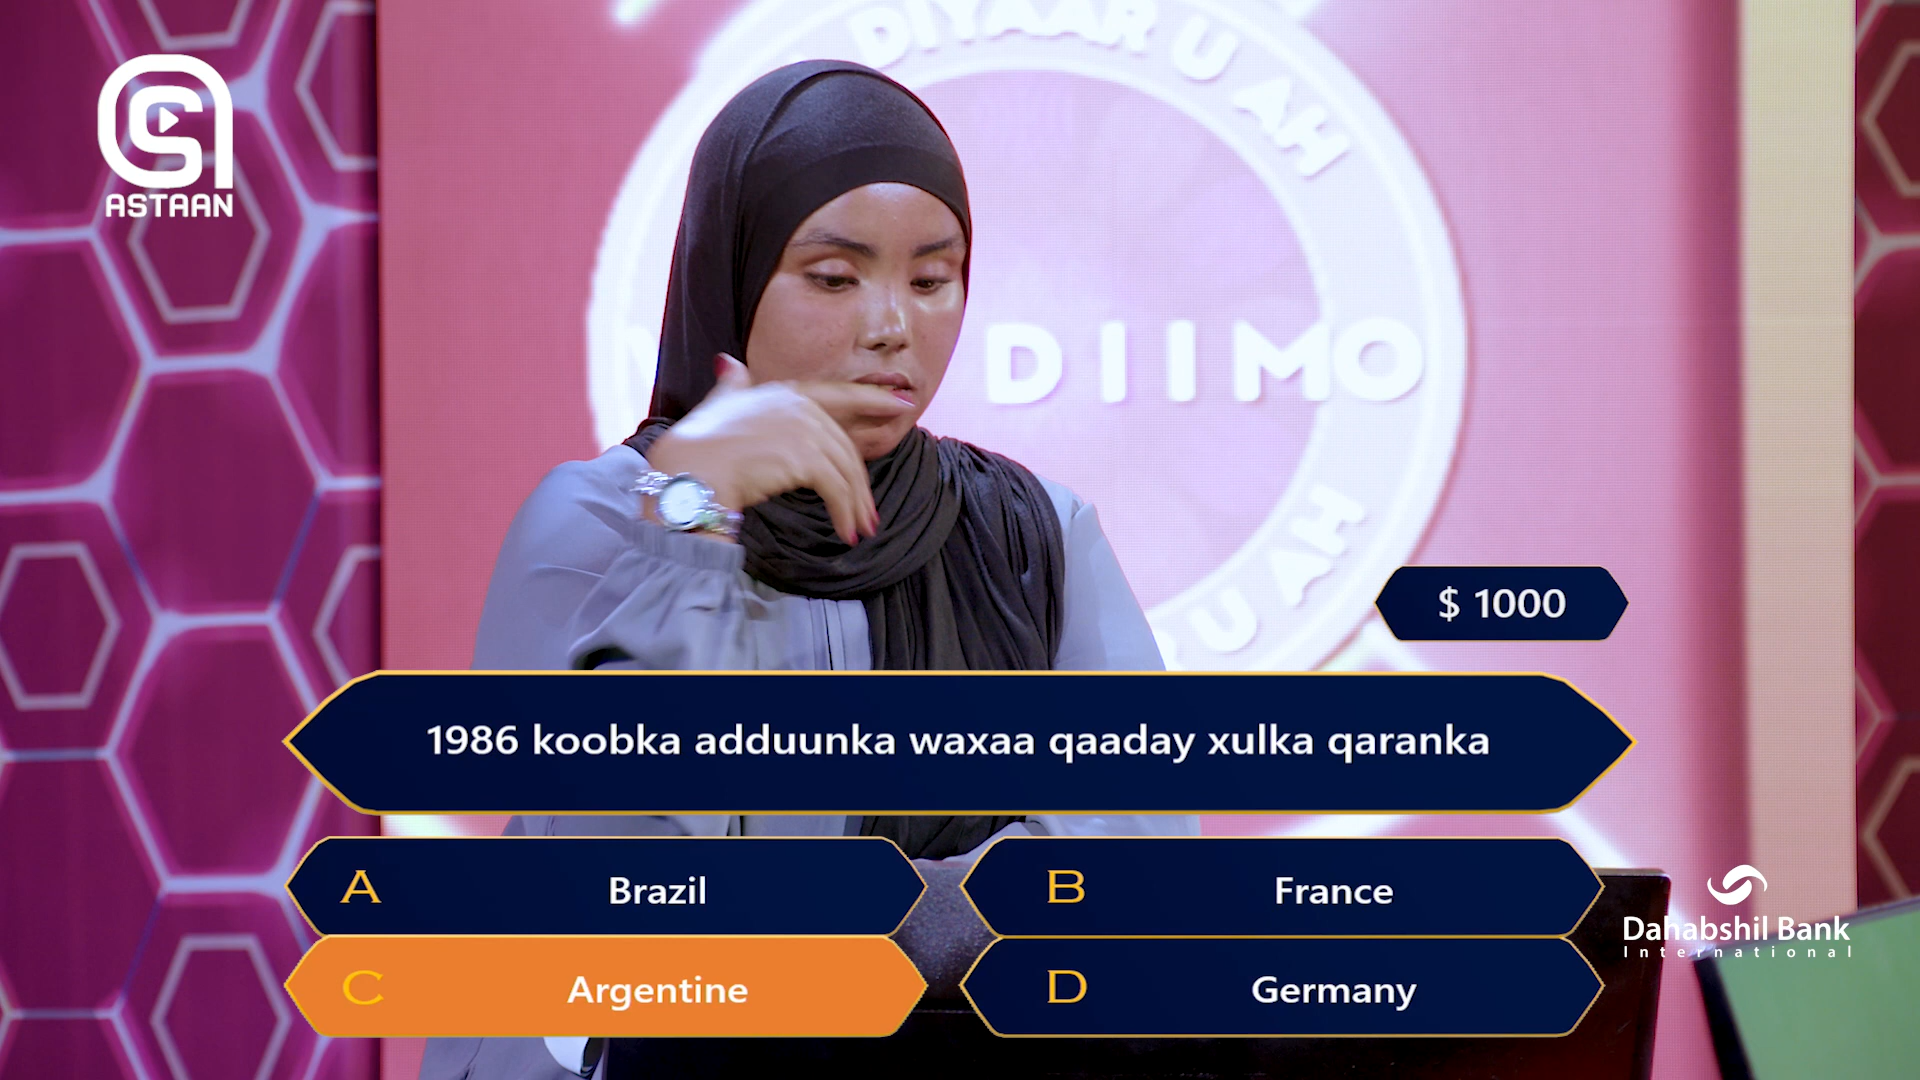 DIYAAR U AH
ASTAAN
DIIMO
U AH
$ 1000
1986 koobka adduunka waxaa qaaday xulka qaranka
A Brazil
B France
C Argentine
D Germany
Dahabshil Bank
International